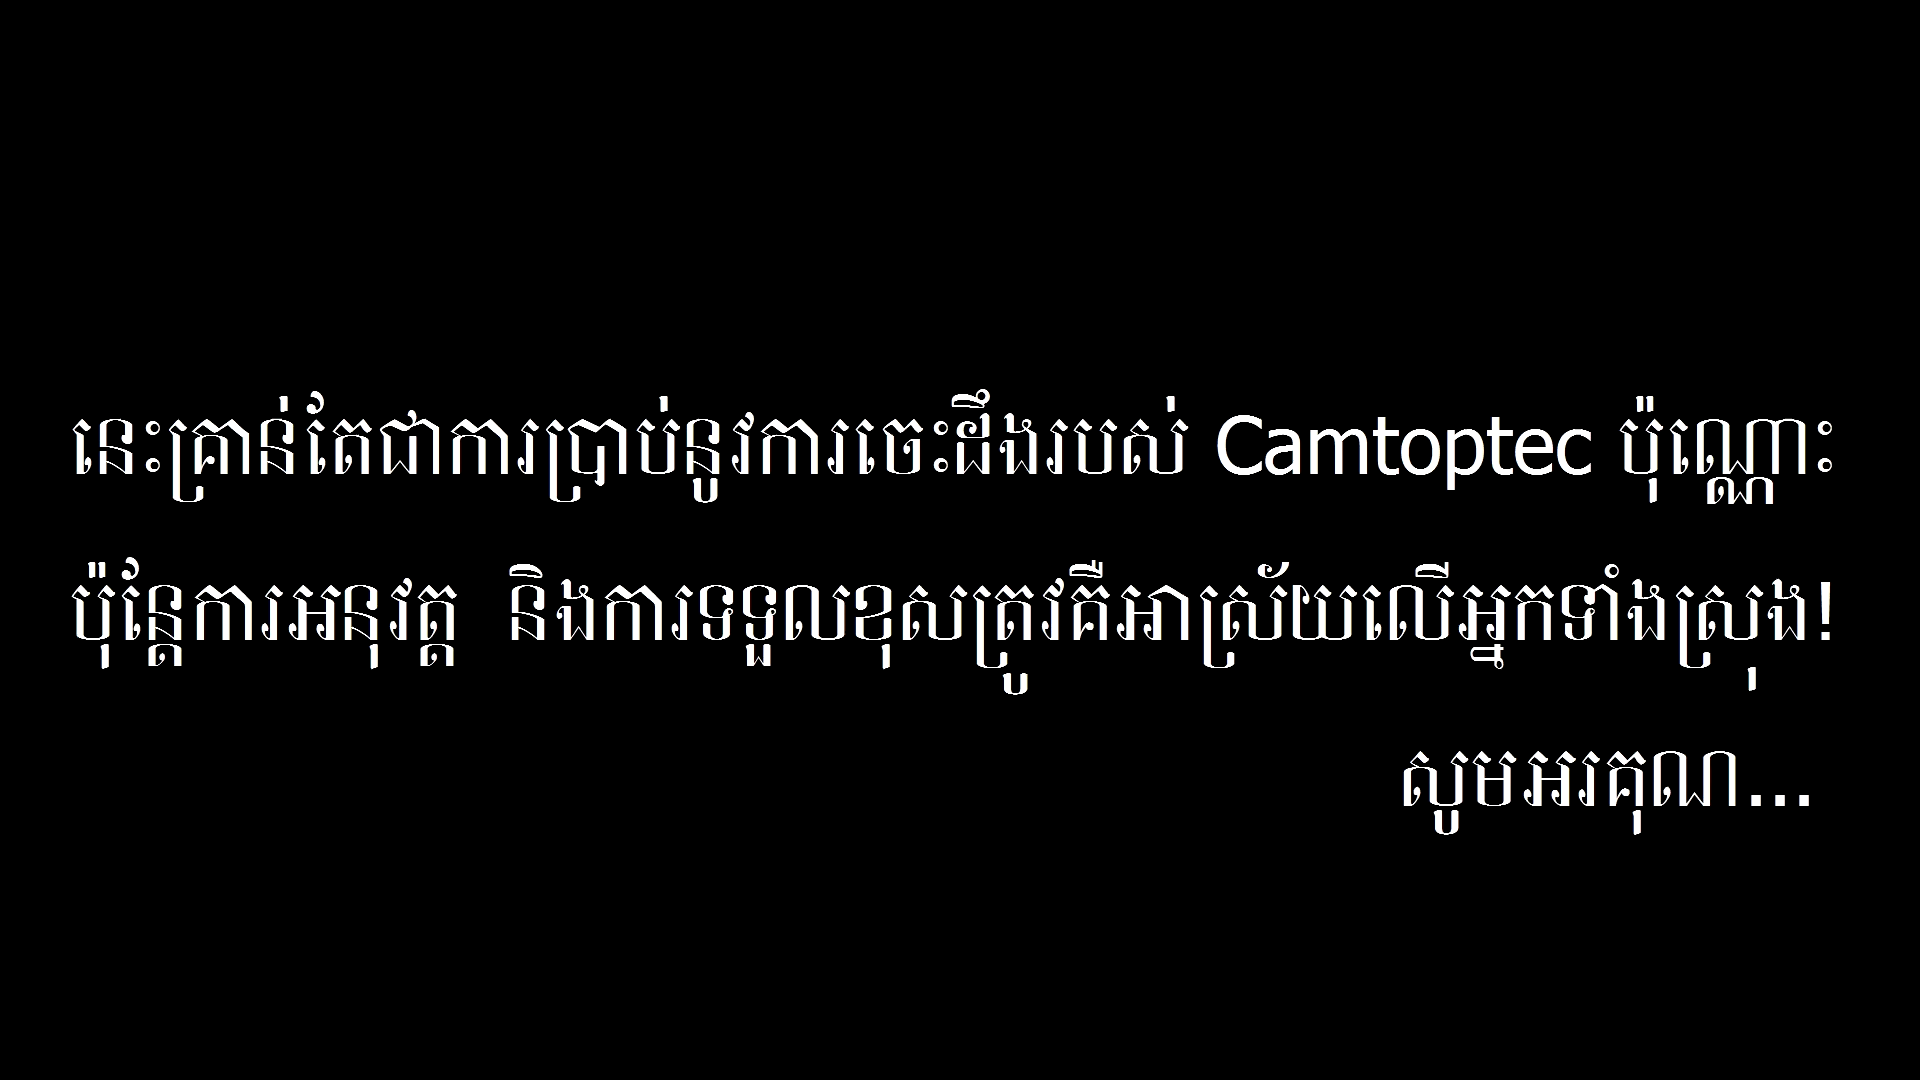 នេះគ្រាន់តែជាការប្រាប់នូវការចេះដឹងរបស់ Camtoptec ប៉ុណ្ណោះ
ប៉ុន្តែការអនុវត្ត និងការទទួលខុសត្រូវគឺអាស្រ័យលើអ្នកទាំងស្រុង!
សូមអរគុណ...